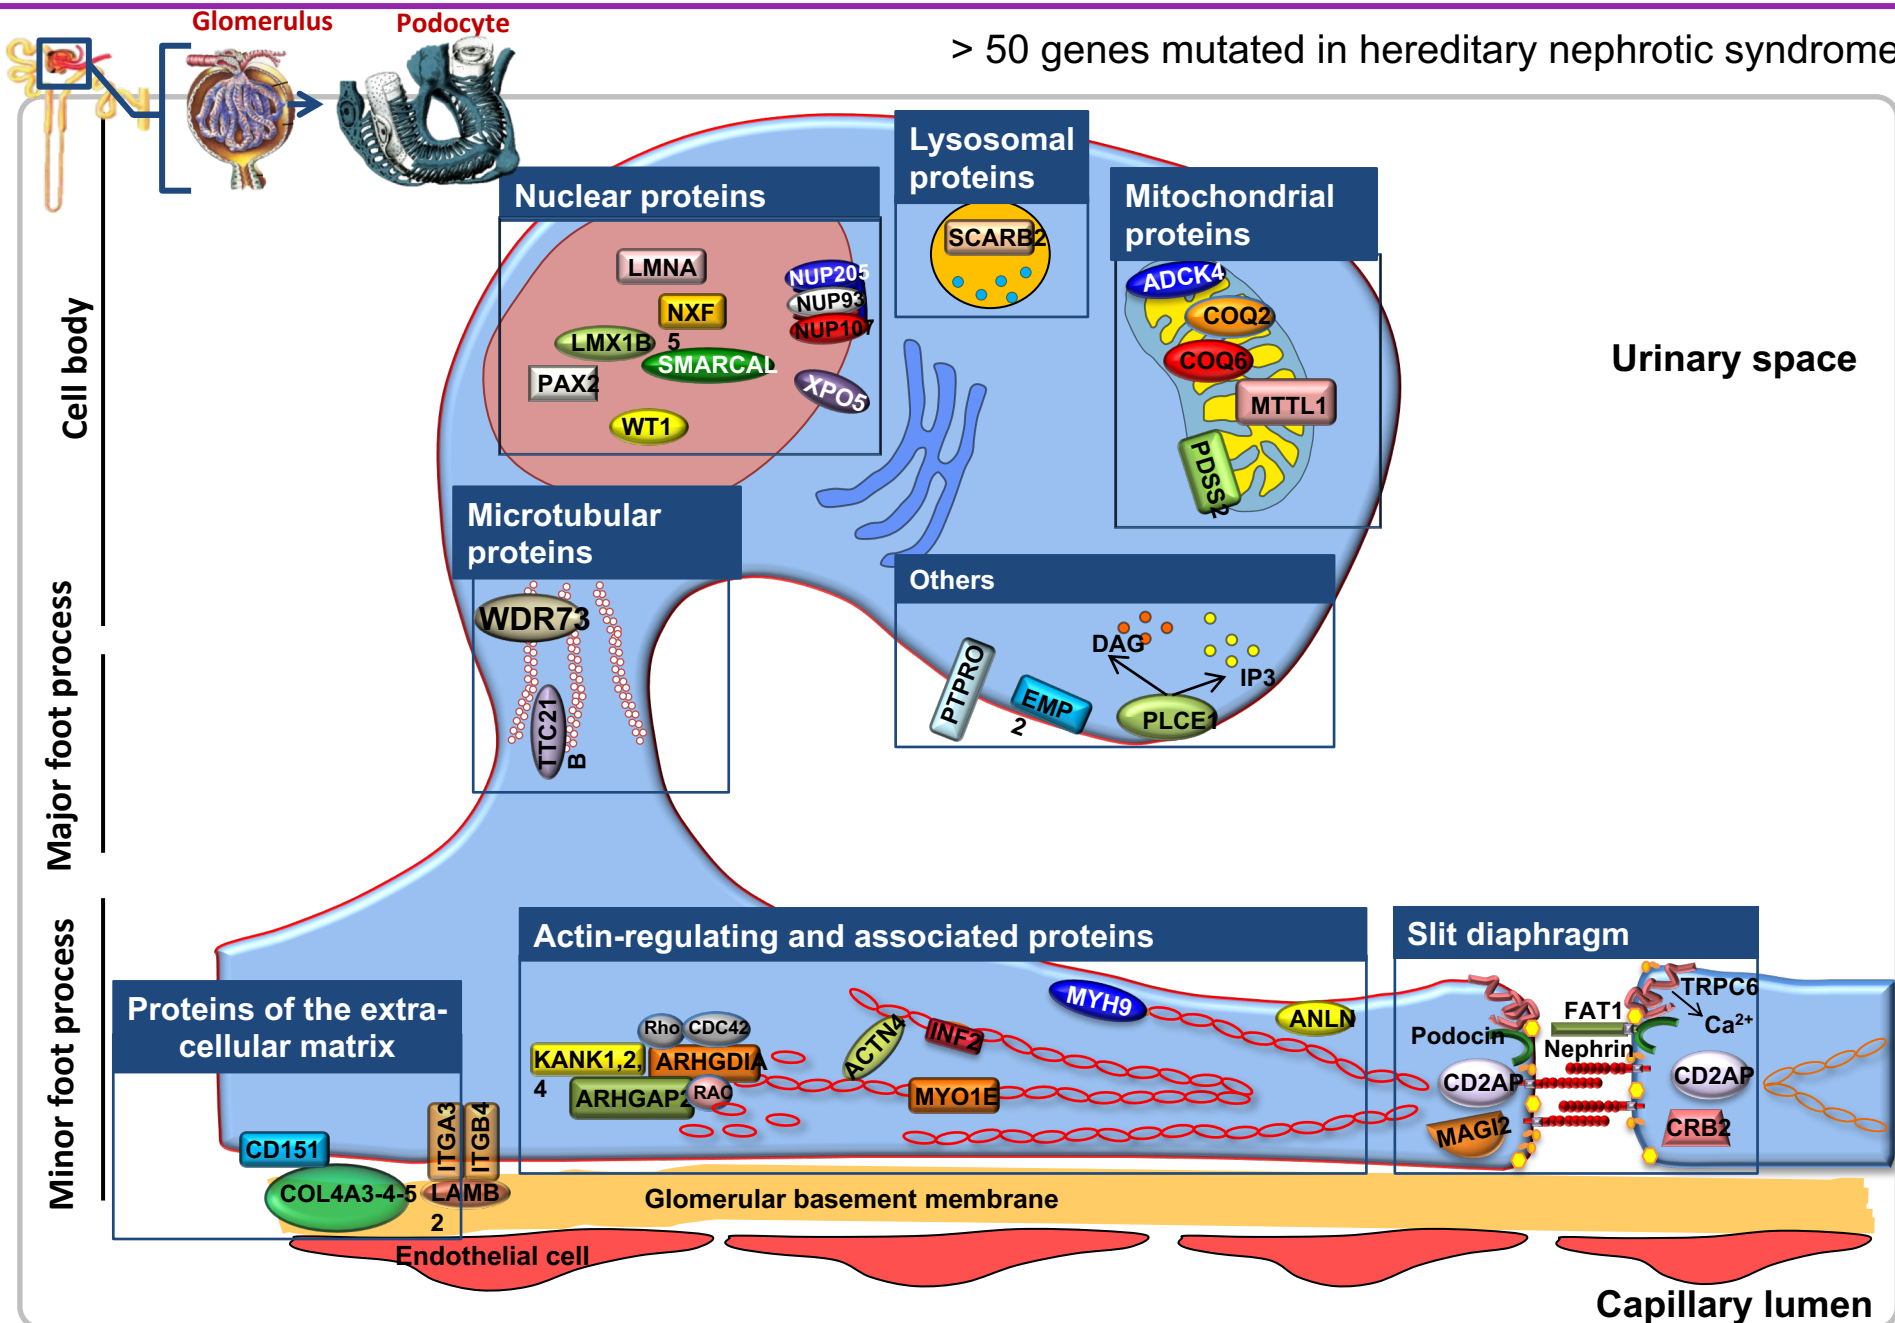 Glomerulus
Podocyte
> 50 genes mutated in hereditary nephrotic syndrome
Cell body
Major foot process
Minor foot process
Nuclear proteins
LMNA
NXF
5
LMX1B
SMARCAL
PAX2
WT1
NUP205
NUP93
NUP107
XPO5
Lysosomal
proteins
SCARB2
Mitochondrial
proteins
ADCK4
COQ2
COQ6
MTTL1
PDSS2
Urinary space
Microtubular
proteins
WDR73
TTC21
B
Others
DAG
IP3
PTPRO
EMP
2
PLCE1
Proteins of the extra-
cellular matrix
CD151
COL4A3-4-5
ITGA3
ITGB4
LAMB
2
Actin-regulating and associated proteins
Rho
CDC42
KANK1,2,
4
ARHGDIA
ARHGAP2
RAC
ACTN4
INF2
MYO1E
MYH9
ANLN
Slit diaphragm
TRPC6
Ca²⁺
FAT1
Podocin
Nephrin
CD2AP
CD2AP
MAGI2
CRB2
Glomerular basement membrane
Endothelial cell
Capillary lumen